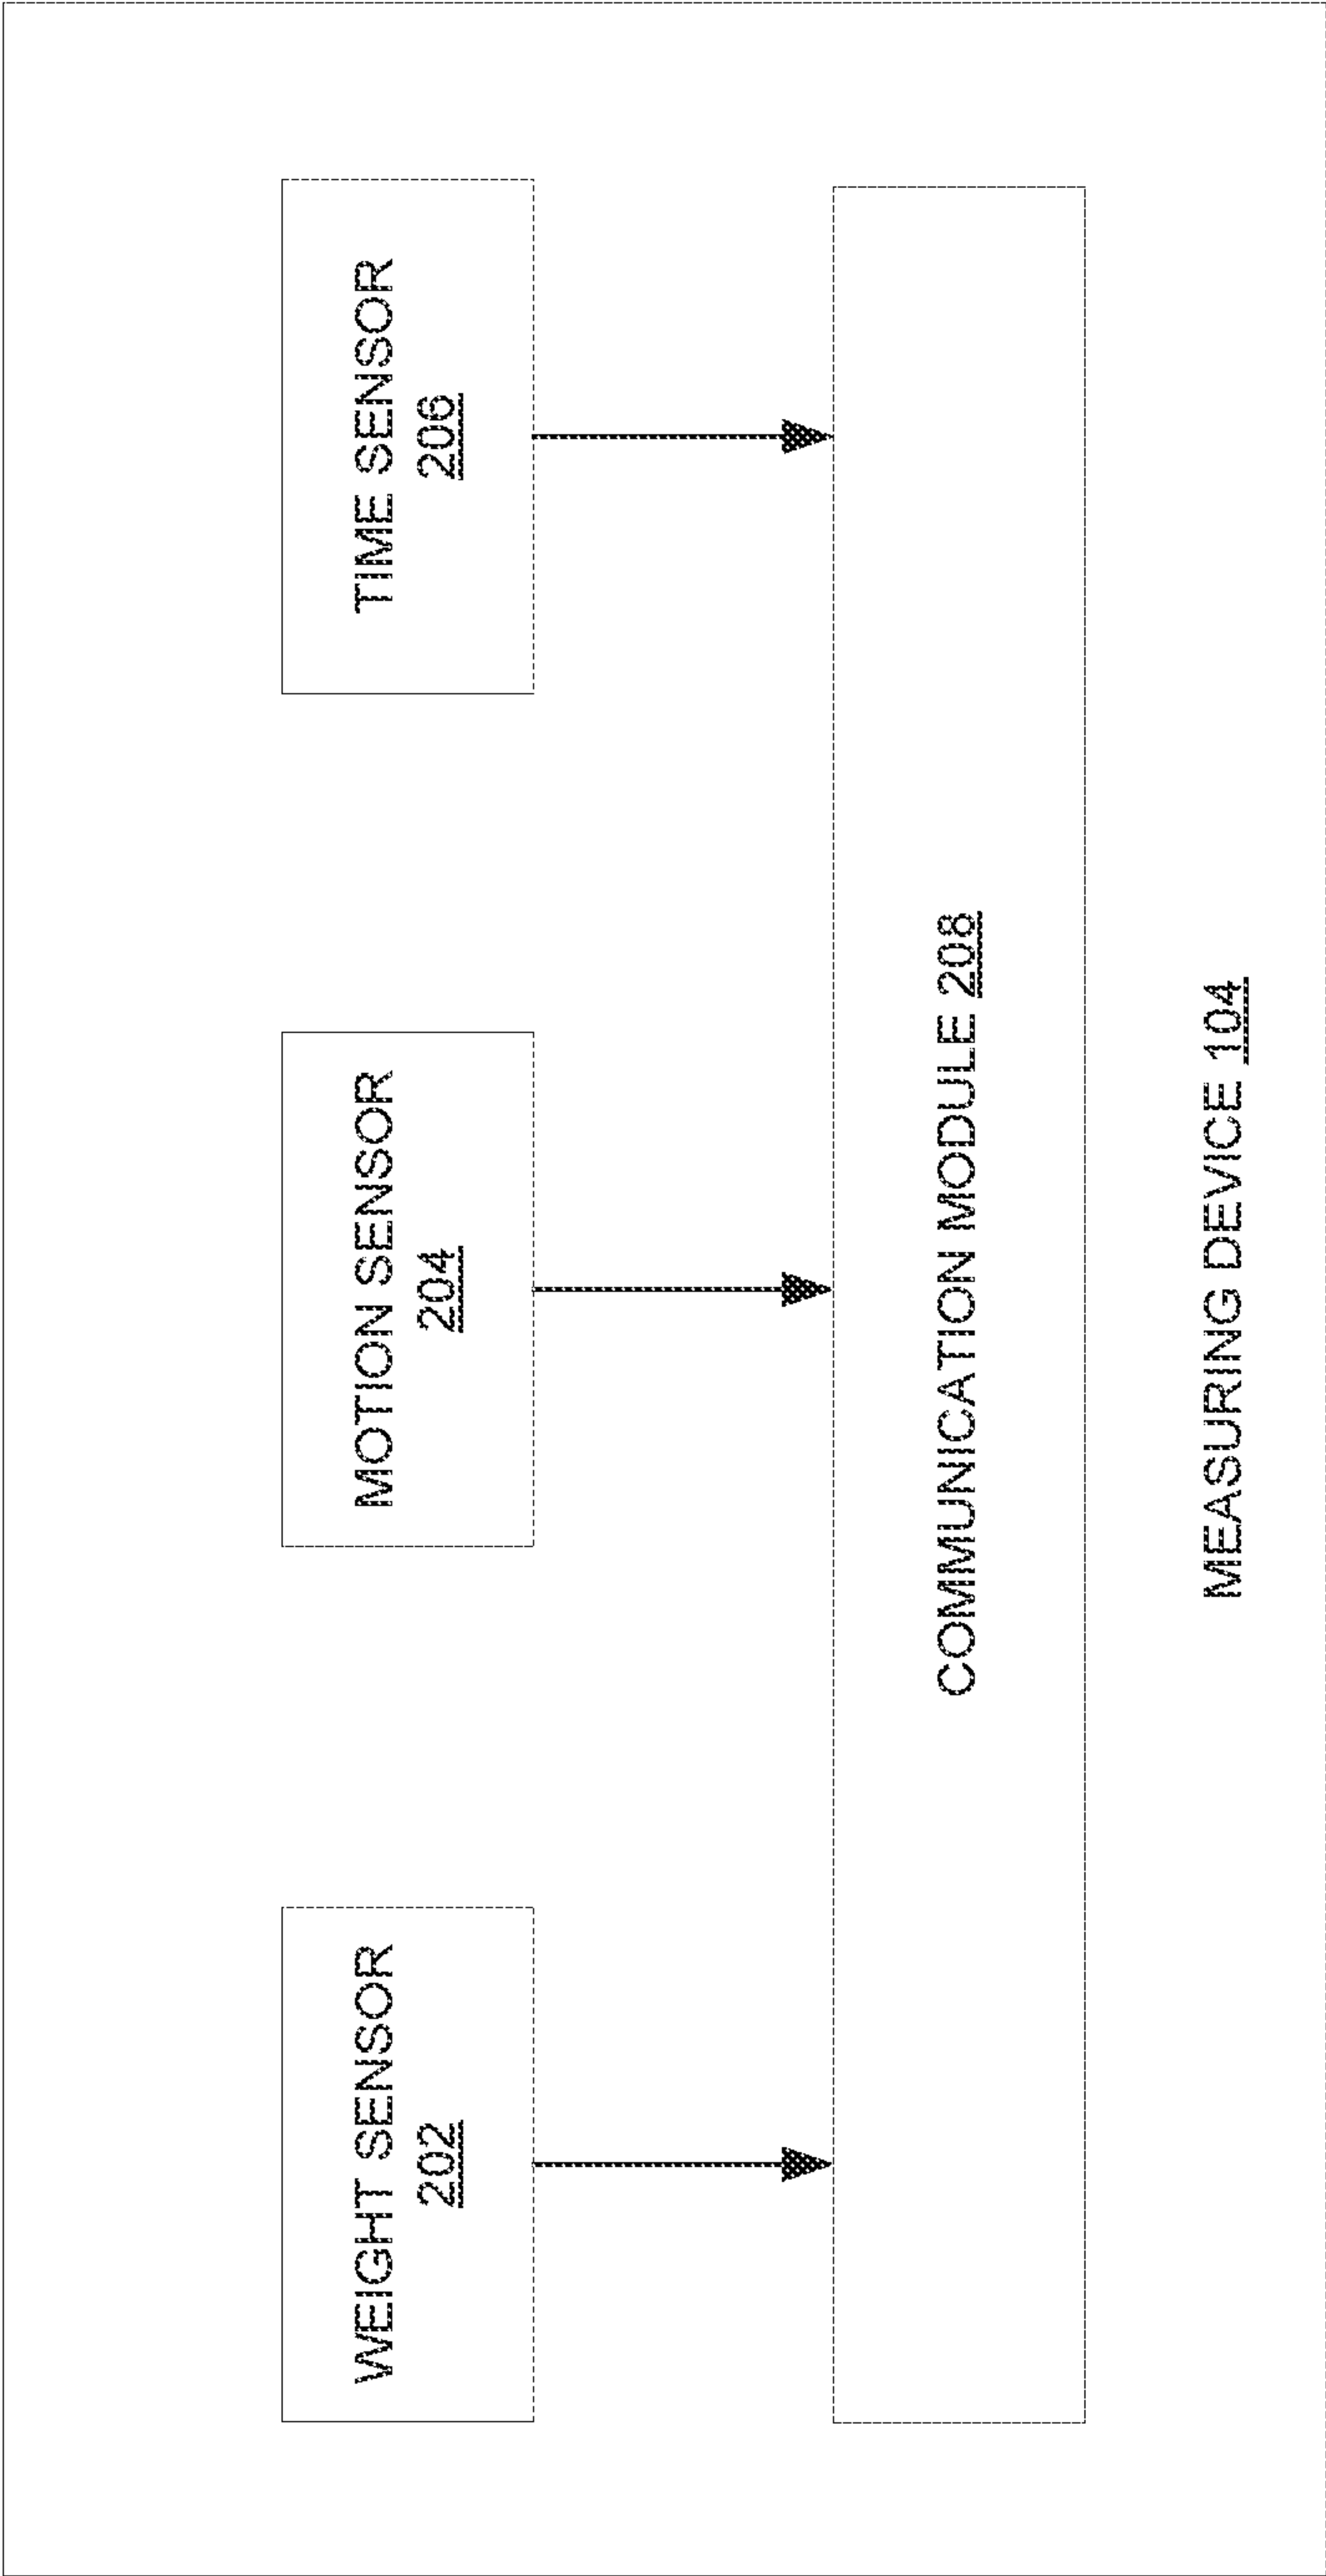 WEIGHT SENSOR
202
MOTION SENSOR
204
TIME SENSOR
206
COMMUNICATION MODULE 208
MEASURING DEVICE 104